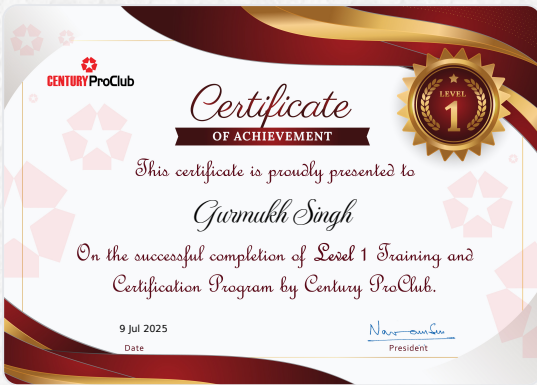 CENTURY ProClub
Certificate
OF ACHIEVEMENT
LEVEL
1
This certificate is proudly presented to
Gurmukh Singh
On the successful completion of Level 1 Training and
Certification Program by Century ProClub.
9 Jul 2025
Date
President